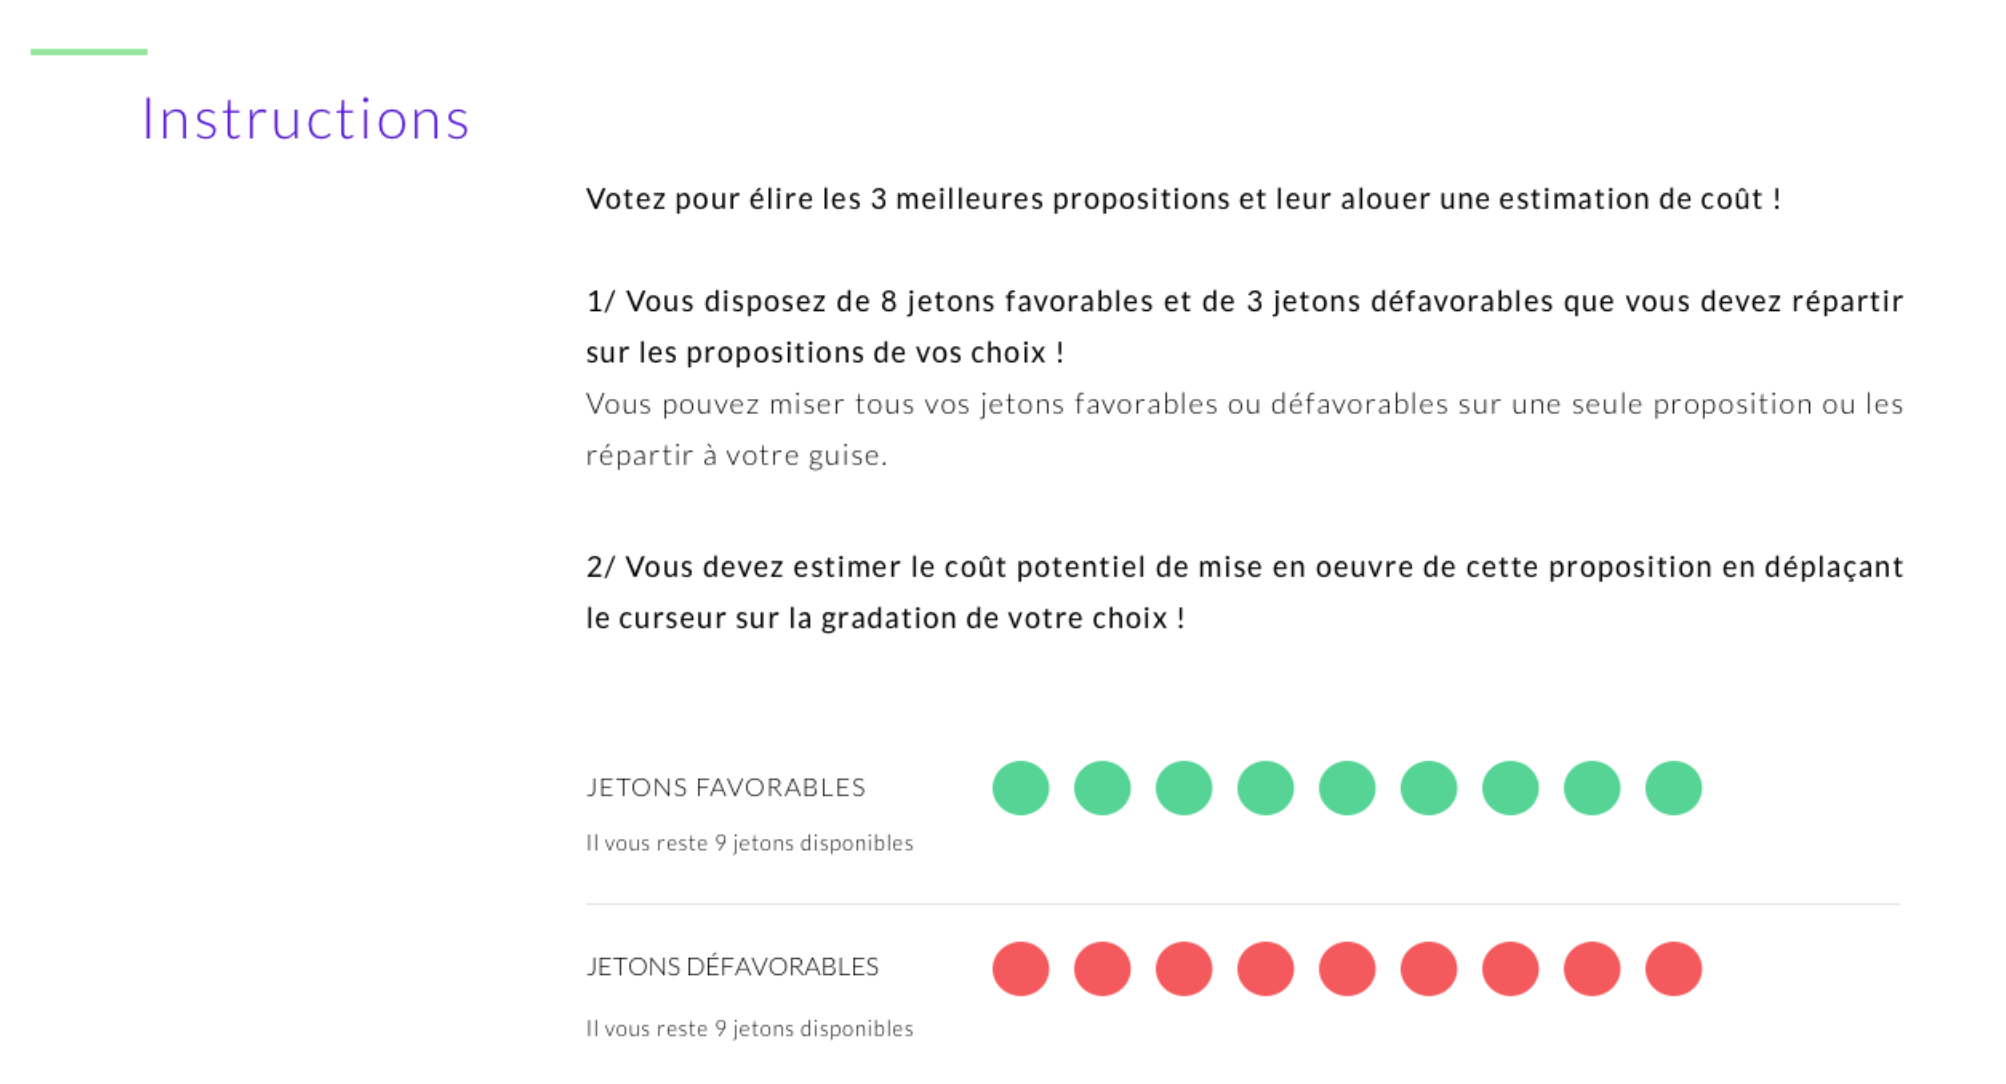 Instructions
Votez pour élire les 3 meilleures propositions et leur alouer une estimation de coût !
1/ Vous disposez de 8 jetons favorables et de 3 jetons défavorables que vous devez répartir
sur les propositions de vos choix !
Vous pouvez miser tous vos jetons favorables ou défavorables sur une seule proposition ou les
répartir à votre guise.
2/ Vous devez estimer le coût potentiel de mise en oeuvre de cette proposition en déplaçant
le curseur sur la gradation de votre choix !
JETONS FAVORABLES
Il vous reste 9 jetons disponibles
JETONS DÉFAVORABLES
Il vous reste 9 jetons disponibles